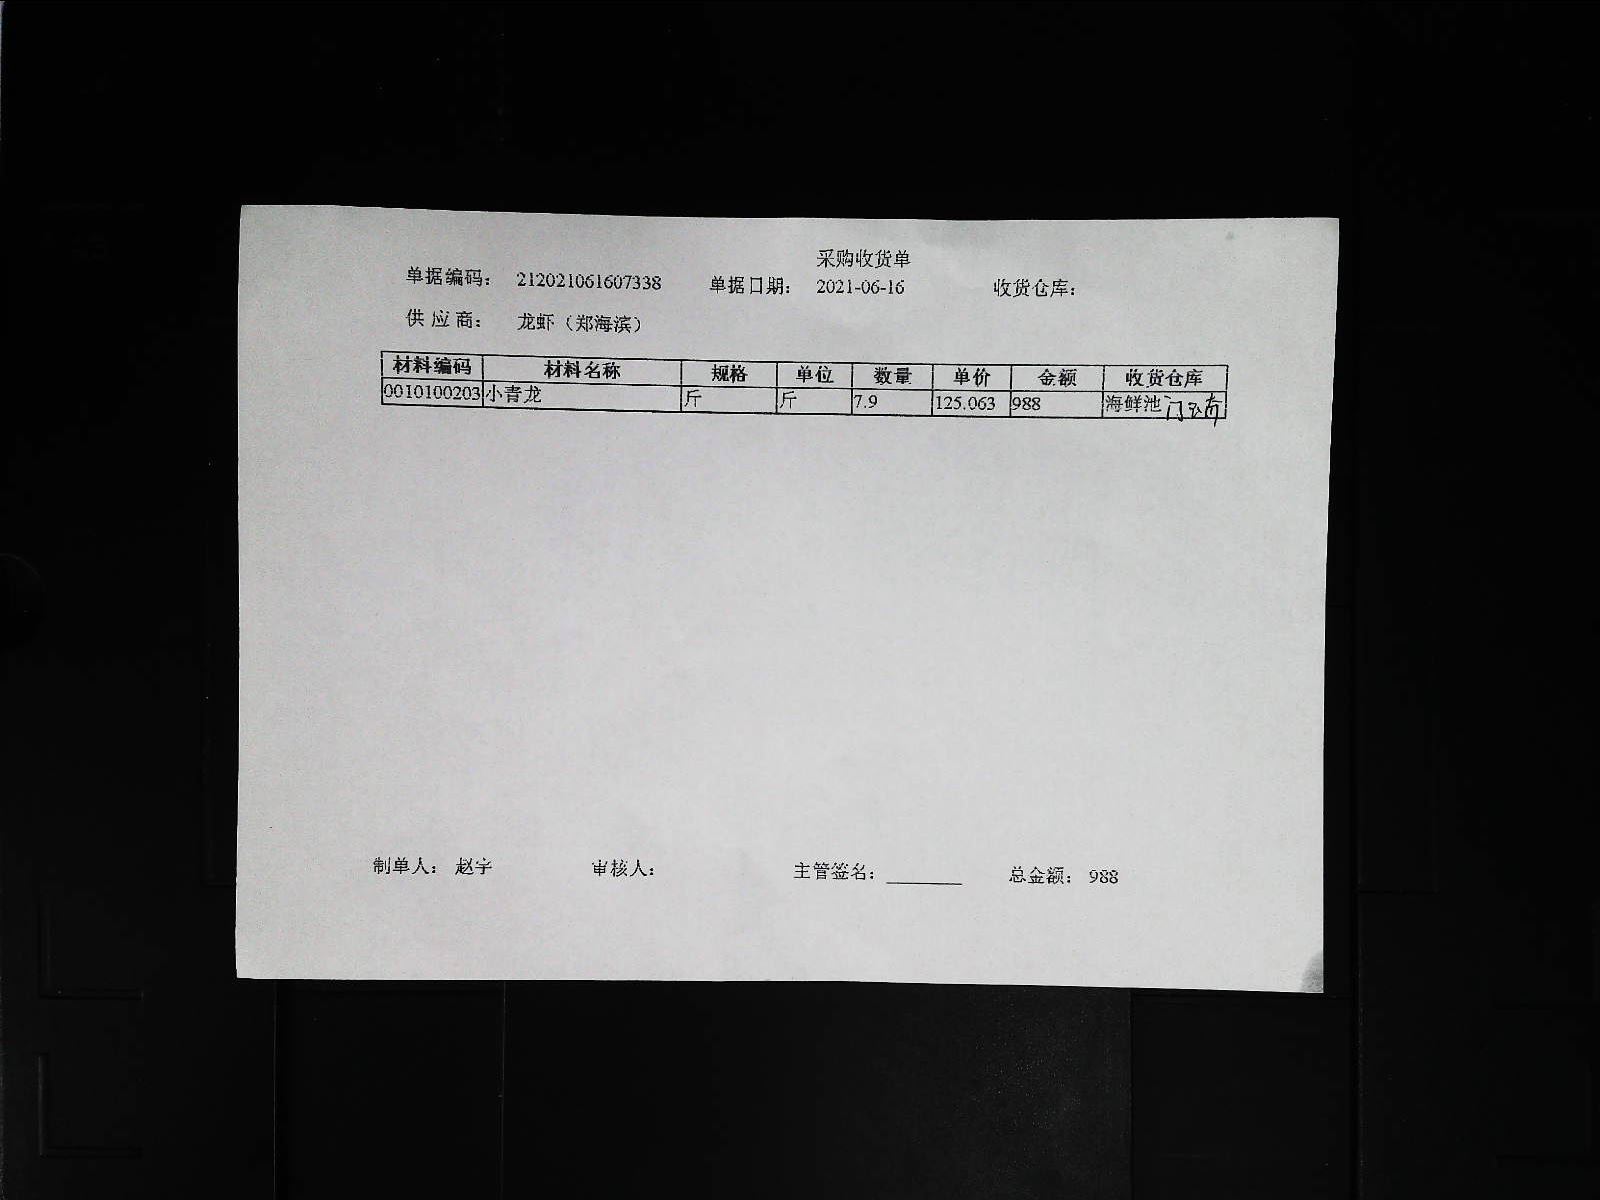 采购收货单
单据编码： 212021061607338 单据日期： 2021-06-16 收货仓库：
供 应 商： 龙虾（郑海滨）
材料编码 材料名称 规格 单位 数量 单价 金额 收货仓库
0010100203 小青龙 斤 斤 7.9 125.063 988 海鲜池
制单人： 赵宇 审核人： 主管签名： ________ 总金额： 988